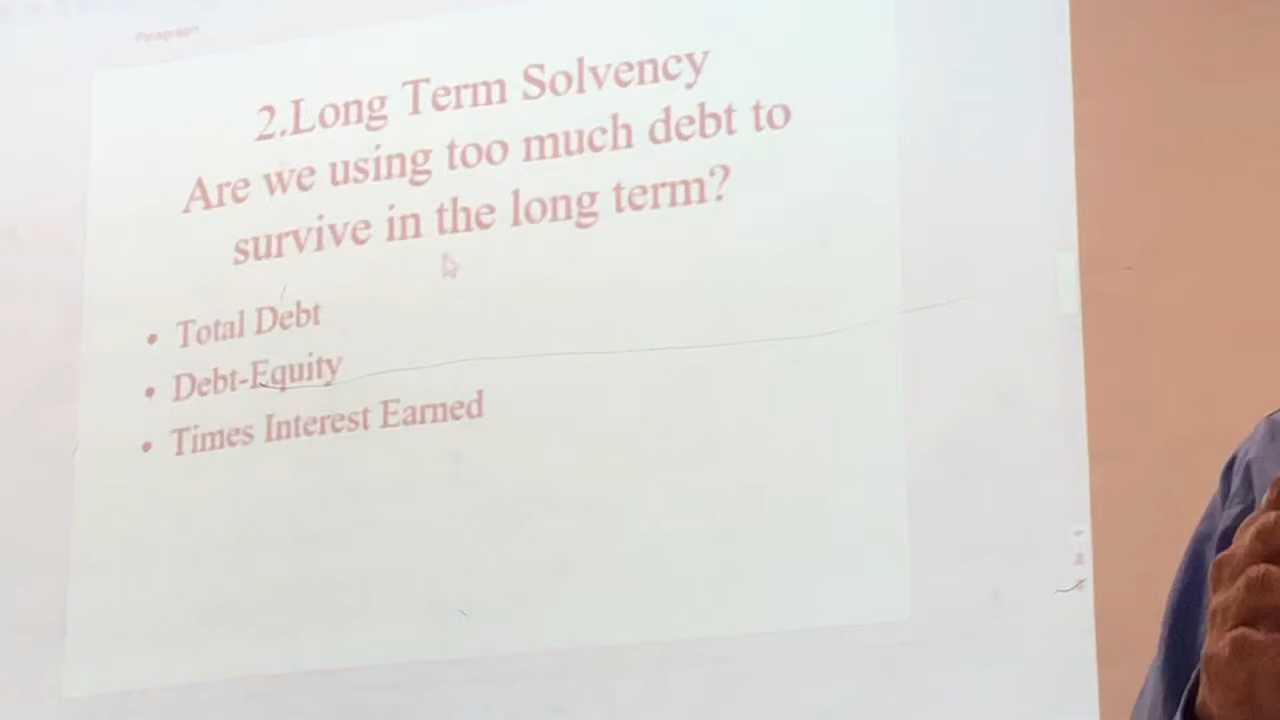 Paragraph
2.Long Term Solvency
Are we using too much debt to
survive in the long term?
• Total Debt
• Debt-Equity
• Times Interest Earned